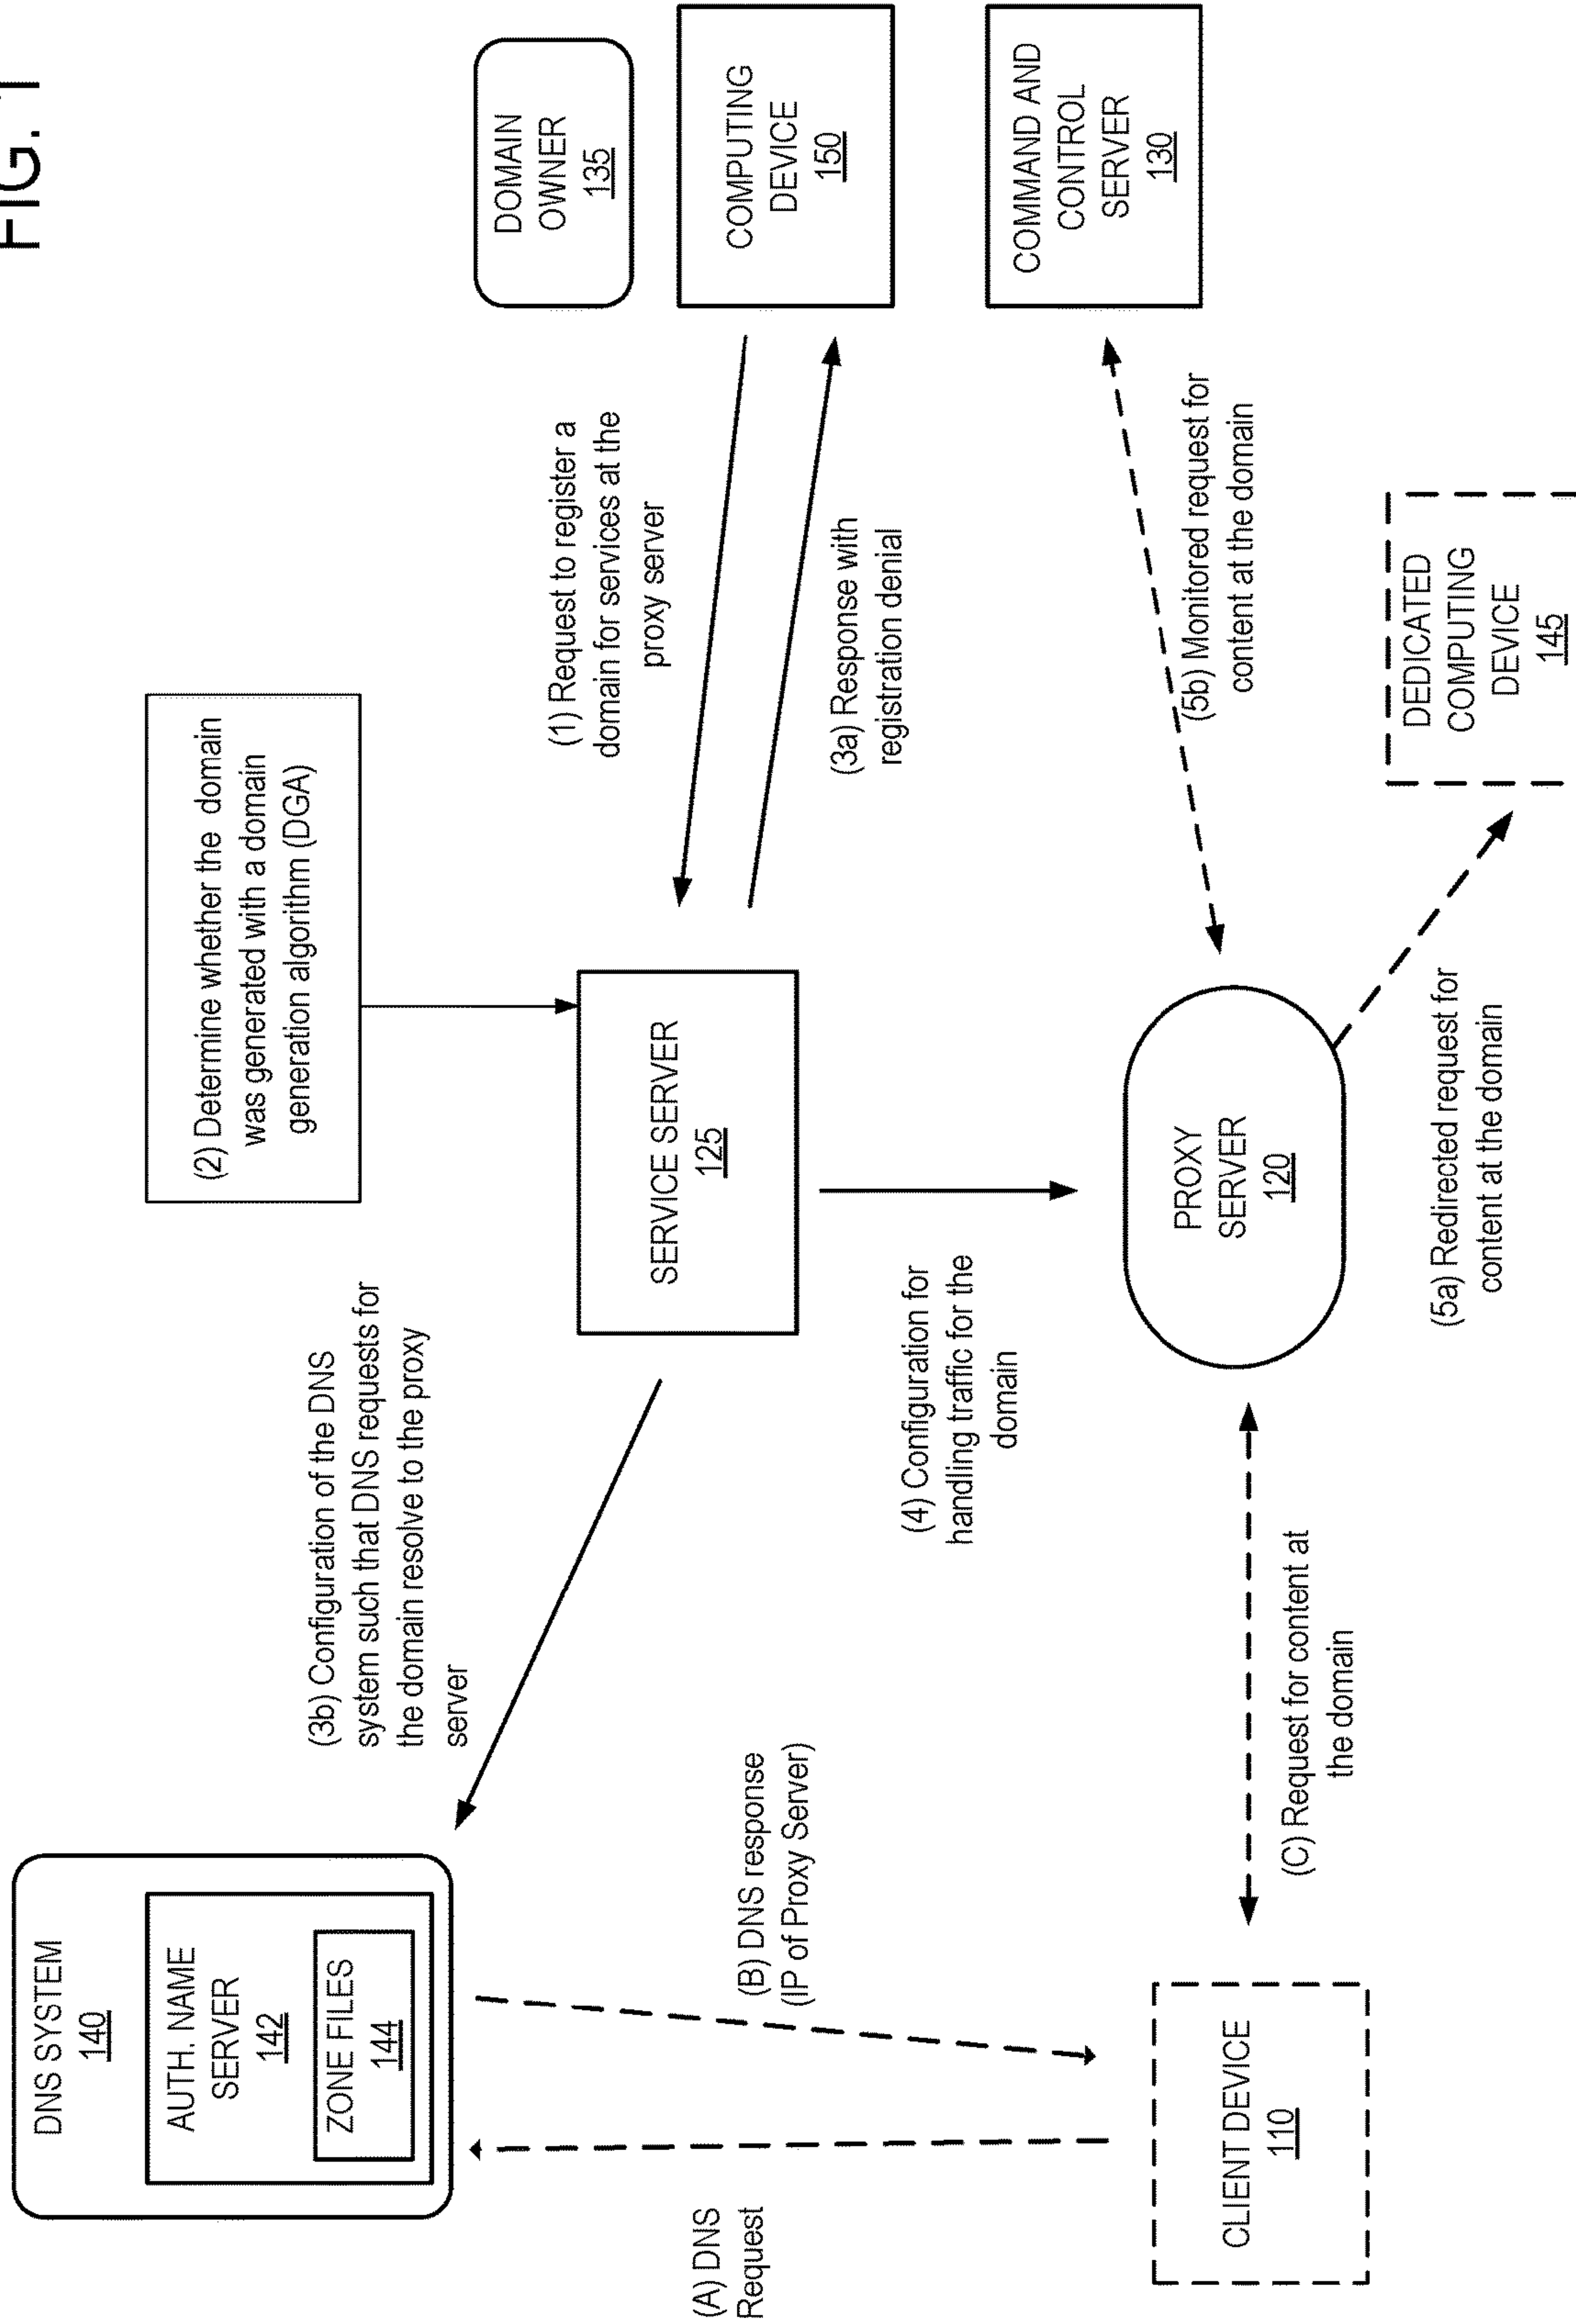 FIG. 1
DNS SYSTEM
140
AUTH. NAME
SERVER
142
ZONE FILES
144
(3b) Configuration of the DNS
system such that DNS requests for
the domain resolve to the proxy
server
(2) Determine whether the domain
was generated with a domain
generation algorithm (DGA)
DOMAIN
OWNER
135
(1) Request to register a
domain for services at the
proxy server
COMPUTING
DEVICE
150
SERVICE SERVER
125
(3a) Response with
registration denial
(A) DNS
Request
(B) DNS response
(IP of Proxy Server)
(4) Configuration for
handling traffic for the
domain
COMMAND AND
CONTROL
SERVER
130
(5b) Monitored request for
content at the domain
CLIENT DEVICE
110
(C) Request for content at
the domain
PROXY
SERVER
120
(5a) Redirected request for
content at the domain
DEDICATED
COMPUTING
DEVICE
145